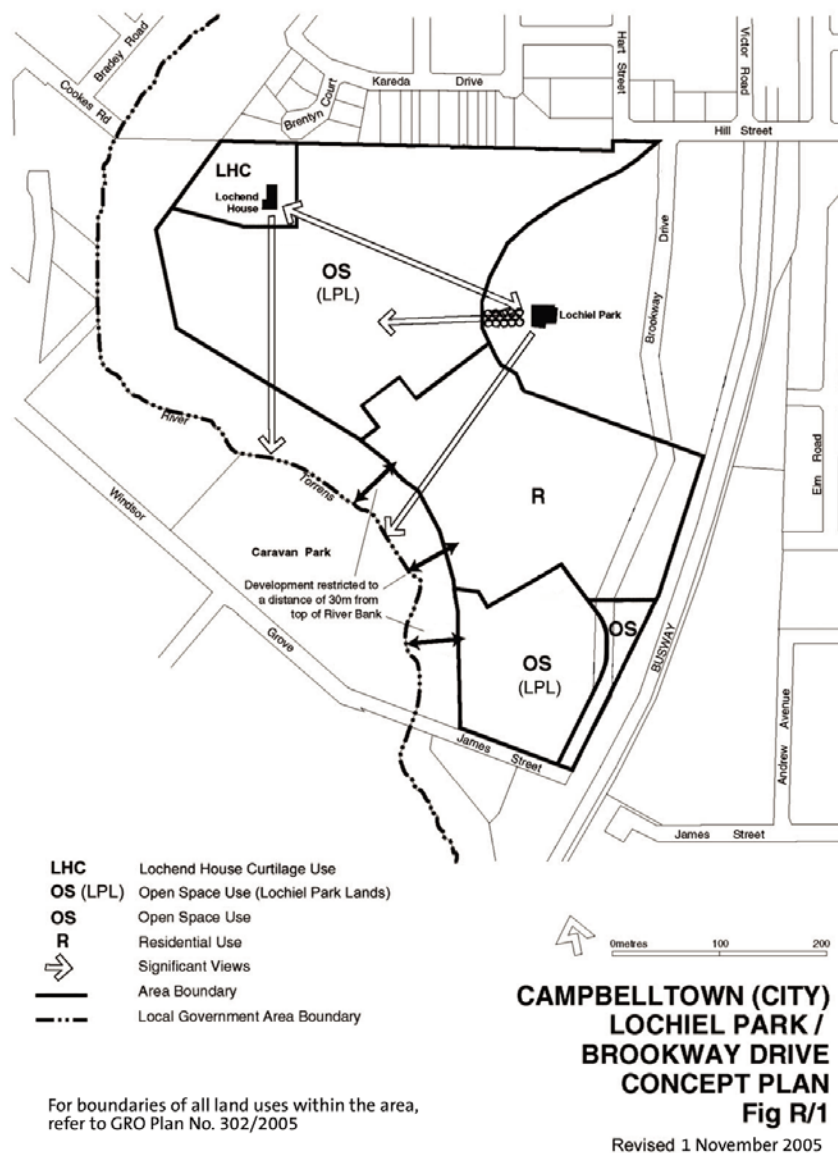 Bradey Road
Cookes Rd
Brentyn Court
Kareda Drive
Hart Street
Victor Road
Hill Street
LHC
Lochend
House
OS
(LPL)
Lochiel Park
Brookway Drive
River Torrens
Windsor Grove
Elm Road
R
Caravan Park
Development restricted to
a distance of 30m from
top of River Bank
OS
OS
(LPL)
BUSWAY
Andrew Avenue
James Street
James Street
LHC Lochend House Curtilage Use
OS (LPL) Open Space Use (Lochiel Park Lands)
OS Open Space Use
R Residential Use
Significant Views
Area Boundary
Local Government Area Boundary
0metres 100 200
CAMPBELLTOWN (CITY)
LOCHIEL PARK /
BROOKWAY DRIVE
CONCEPT PLAN
Fig R/1
Revised 1 November 2005
For boundaries of all land uses within the area,
refer to GRO Plan No. 302/2005